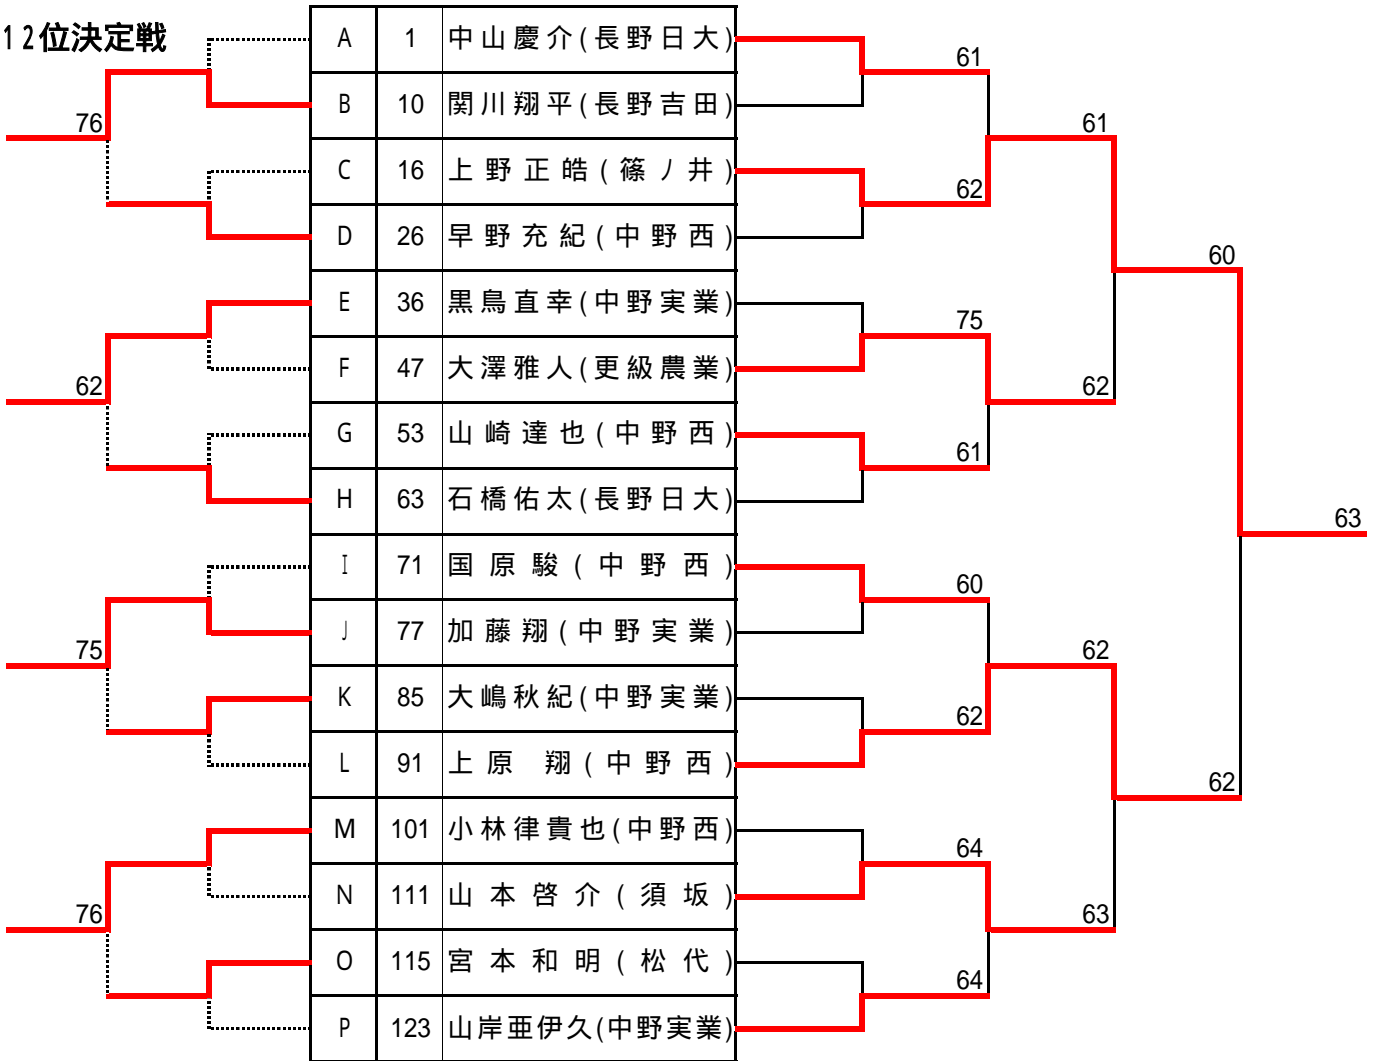 12位決定戦
A 1 中山慶介(長野日大)
61
B 10 関川翔平(長野吉田)
76
61
C 16 上野正皓(篠ノ井)
62
D 26 早野充紀(中野西)
60
E 36 黒鳥直幸(中野実業)
75
F 47 大澤雅人(更級農業)
62
62
G 53 山崎達也(中野西)
61
H 63 石橋佑太(長野日大)
63
I 71 国原駿(中野西)
60
J 77 加藤翔(中野実業)
75
62
K 85 大嶋秋紀(中野実業)
62
L 91 上原 翔(中野西)
62
M 101 小林律貴也(中野西)
64
N 111 山本啓介(須坂)
76
63
O 115 宮本和明(松代)
64
P 123 山岸亜伊久(中野実業)